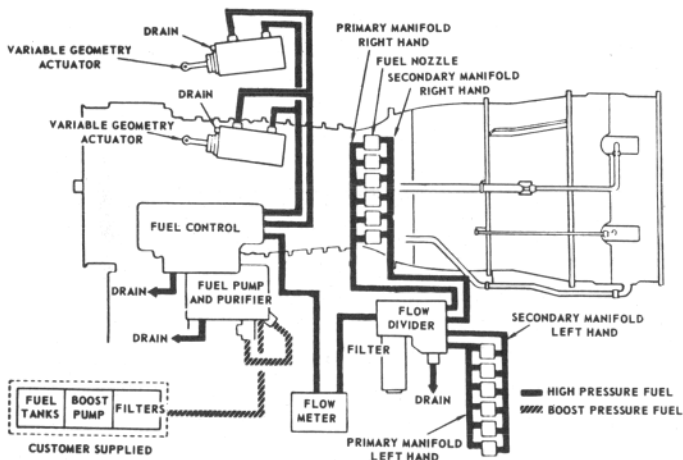 DRAIN
VARIABLE GEOMETRY
ACTUATOR
DRAIN
VARIABLE GEOMETRY
ACTUATOR
PRIMARY MANIFOLD
RIGHT HAND
FUEL NOZZLE
SECONDARY MANIFOLD
RIGHT HAND
FUEL CONTROL
DRAIN
FUEL PUMP
AND PURIFIER
DRAIN
FUEL
TANKS
BOOST
PUMP
FILTERS
CUSTOMER SUPPLIED
FLOW
METER
FLOW
DIVIDER
FILTER
DRAIN
SECONDARY MANIFOLD
LEFT HAND
PRIMARY MANIFOLD
LEFT HAND
HIGH PRESSURE FUEL
BOOST PRESSURE FUEL